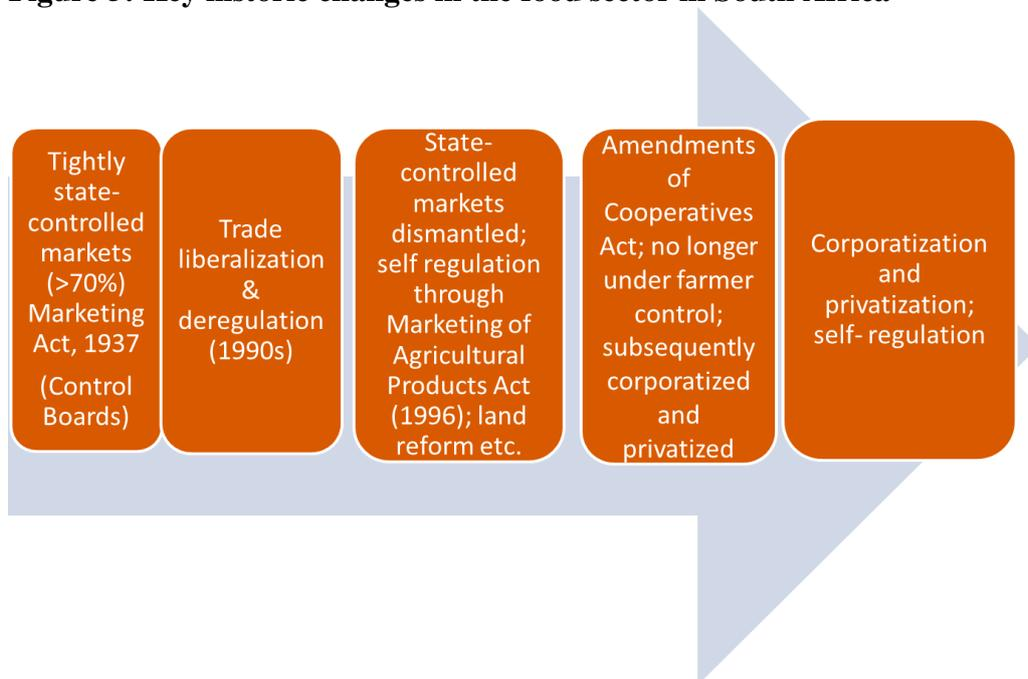 Figure 3: Key historic changes in the food sector in South Africa
Tightly
state-
controlled
markets
(>70%)
Marketing
Act, 1937
(Control
Boards)
Trade
liberalization
&
deregulation
(1990s)
State-
controlled
markets
dismantled;
self regulation
through
Marketing of
Agricultural
Products Act
(1996); land
reform etc.
Amendments
of
Cooperatives
Act; no longer
under farmer
control;
subsequently
corporatized
and
privatized
Corporatization
and
privatization;
self- regulation